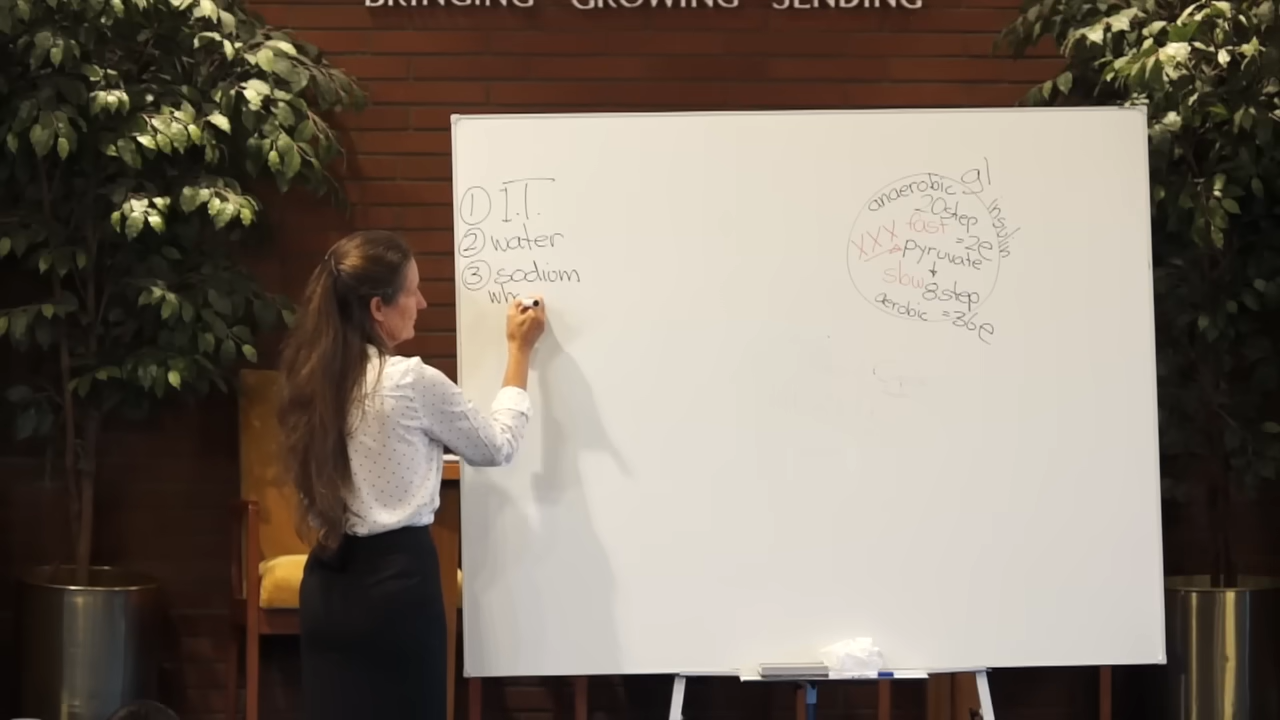 BRINGING GROWING SENDING
① I.T.
② water
③ sodium
wh
anaerobic gl
20step
insulin
fast
=2e
XXX
pyruvate
↓
slow
8step
aerobic =36e